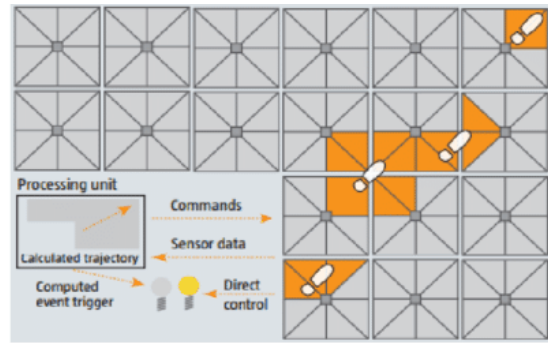 Processing unit
Commands
Sensor data
Calculated trajectory
Computed
event trigger
Direct
control